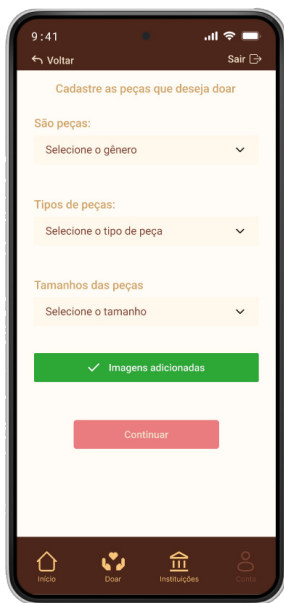 9:41
Voltar
Sair
Cadastre as peças que deseja doar
São peças:
Selecione o gênero
Tipos de peças:
Selecione o tipo de peça
Tamanhos das peças
Selecione o tamanho
Imagens adicionadas
Continuar
Início
Doar
Instituições
Conta